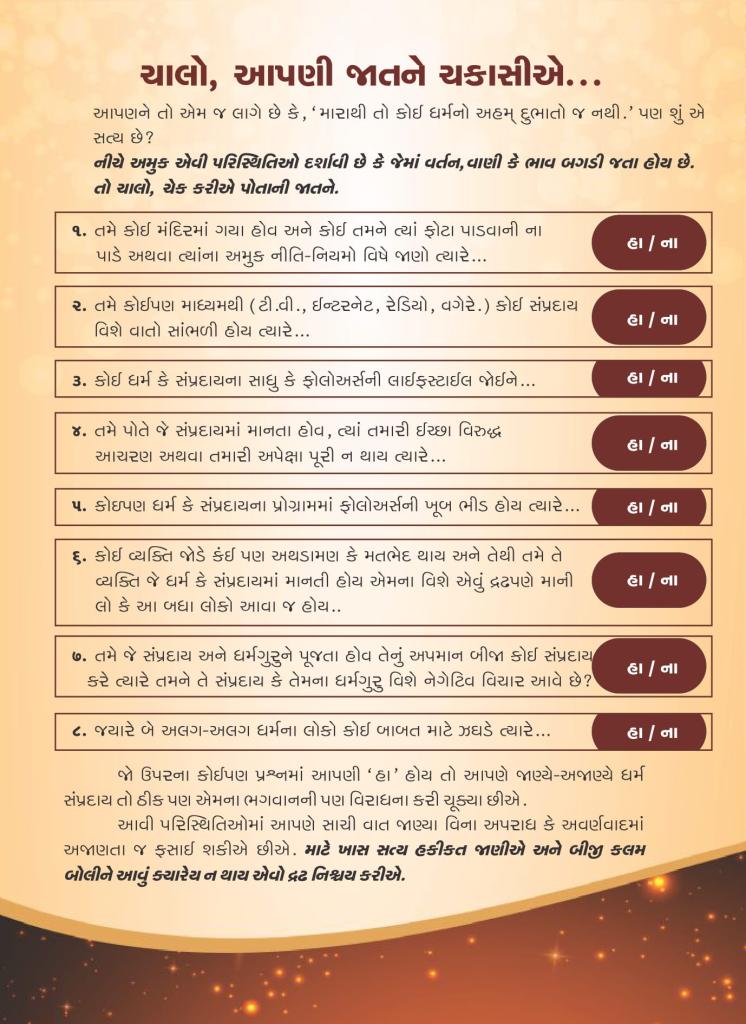 ચાલો, આપણી જાતને ચકાસીએ...
આપણને તો એમ જ લાગે છે કે, ‘મારાથી તો કોઈ ધર્મનો અહમ્ દુભાતો જ નથી.’ પણ શું એ
સત્ય છે?
નીચે અમુક એવી પરિસ્થિતિઓ દર્શાવી છે કે જેમાં વર્તન,વાણી કે ભાવ બગડી જતા હોય છે.
તો ચાલો, ચેક કરીએ પોતાની જાતને.
૧. તમે કોઈ મંદિરમાં ગયા હોવ અને કોઈ તમને ત્યાં ફોટા પાડવાની ના
પાડે અથવા ત્યાંના અમુક નીતિ-નિયમો વિષે જાણો ત્યારે...
હા / ના
૨. તમે કોઈપણ માધ્યમથી (ટી.વી., ઈન્ટરનેટ, રેડિયો, વગેરે.) કોઈ સંપ્રદાય
વિશે વાતો સાંભળી હોય ત્યારે...
હા / ના
૩. કોઈ ધર્મ કે સંપ્રદાયના સાધુ કે ફોલોઅર્સની લાઈફસ્ટાઈલ જોઈને...
હા / ના
૪. તમે પોતે જે સંપ્રદાયમાં માનતા હોવ, ત્યાં તમારી ઈચ્છા વિરુદ્ધ
આચરણ અથવા તમારી અપેક્ષા પૂરી ન થાય ત્યારે...
હા / ના
૫. કોઇપણ ધર્મ કે સંપ્રદાયના પ્રોગ્રામમાં ફોલોઅર્સની ખૂબ ભીડ હોય ત્યારે...
હા / ના
૬. કોઈ વ્યક્તિ જોડે કંઈ પણ અથડામણ કે મતભેદ થાય અને તેથી તમે તે
વ્યક્તિ જે ધર્મ કે સંપ્રદાયમાં માનતી હોય એમના વિશે એવું દ્રઢપણે માની
લો કે આ બધા લોકો આવા જ હોય..
હા / ના
૭. તમે જે સંપ્રદાય અને ધર્મગુરુને પૂજતા હોવ તેનું અપમાન બીજા કોઈ સંપ્રદાય
કરે ત્યારે તમને તે સંપ્રદાય કે તેમના ધર્મગુરુ વિશે નેગેટિવ વિચાર આવે છે?
હા / ના
૮. જયારે બે અલગ-અલગ ધર્મના લોકો કોઈ બાબત માટે ઝઘડે ત્યારે...
હા / ના
જો ઉપરના કોઈપણ પ્રશ્નમાં આપણી ‘હા’ હોય તો આપણે જાણ્યે-અજાણ્યે ધર્મ
સંપ્રદાય તો ઠીક પણ એમના ભગવાનની પણ વિરાધના કરી ચૂક્યા છીએ.
આવી પરિસ્થિતિઓમાં આપણે સાચી વાત જાણ્યા વિના અપરાધ કે અવર્ણવાદમાં
અજાણતા જ ફસાઈ શકીએ છીએ. માટે ખાસ સત્ય હકીકત જાણીએ અને બીજી કલમ
બોલીને આવું ક્યારેય ન થાય એવો દ્રઢ નિશ્ચય કરીએ.